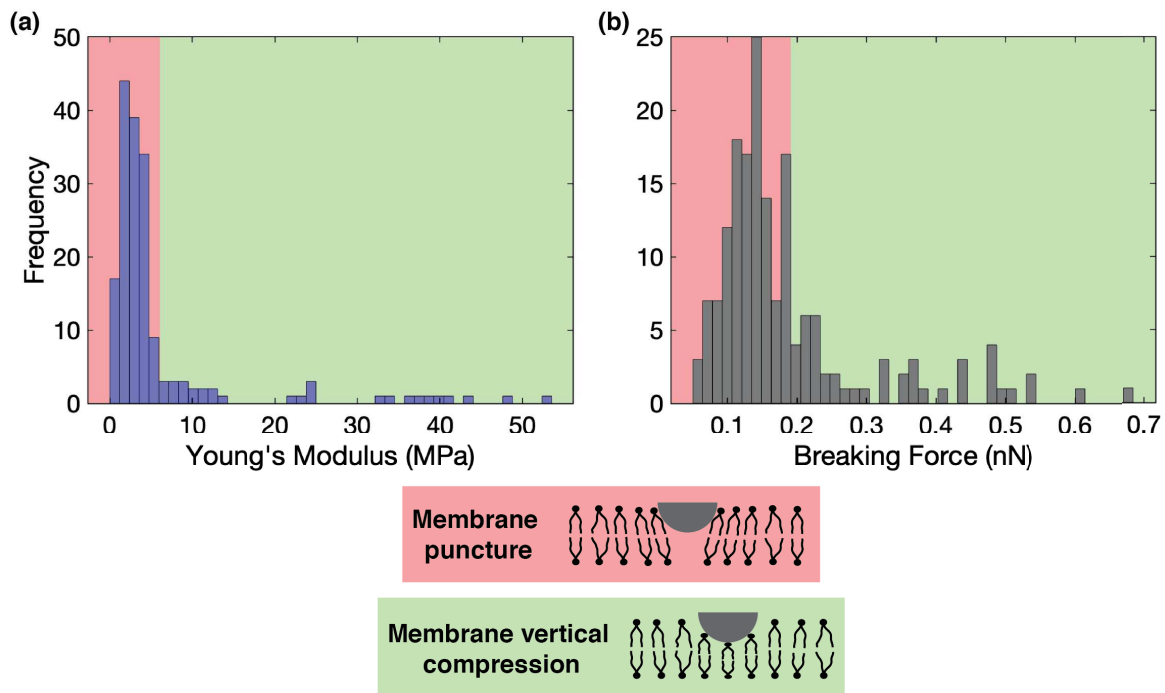 (a)
(b)
50
40
30
20
10
0
Frequency
0
10
20
30
40
50
Young's Modulus (MPa)
25
20
15
10
5
0
0.1
0.2
0.3
0.4
0.5
0.6
0.7
Breaking Force (nN)
Membrane
puncture
Membrane vertical
compression